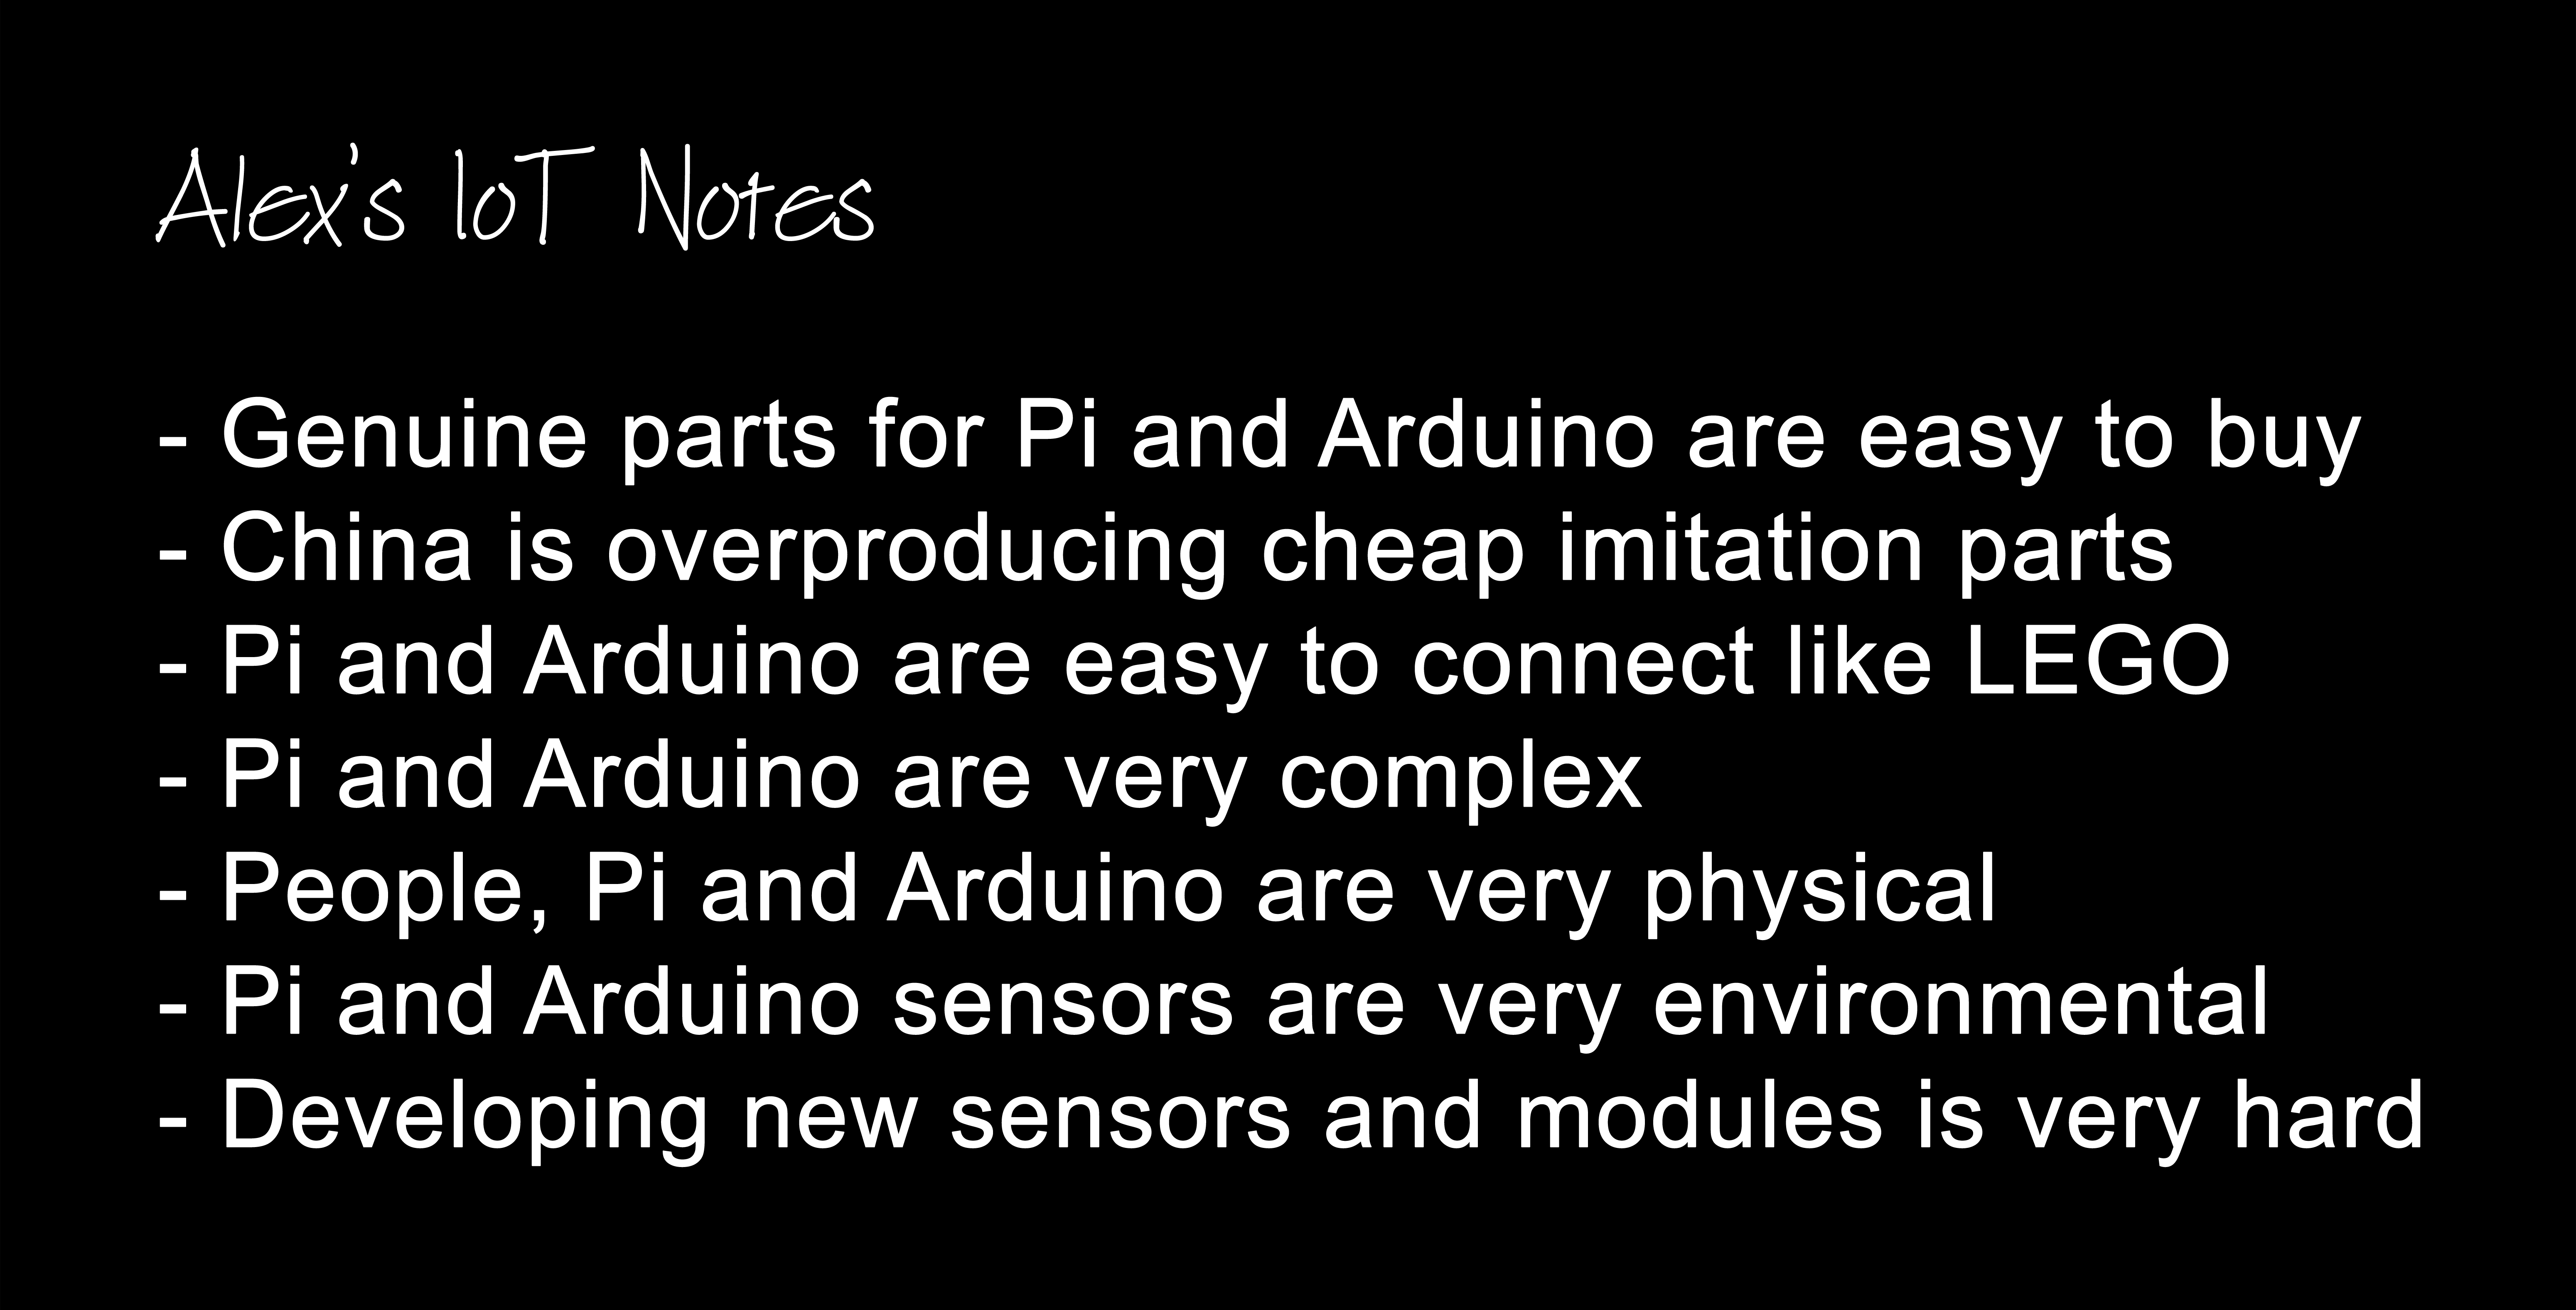 Alex's IoT Notes
- Genuine parts for Pi and Arduino are easy to buy
- China is overproducing cheap imitation parts
- Pi and Arduino are easy to connect like LEGO
- Pi and Arduino are very complex
- People, Pi and Arduino are very physical
- Pi and Arduino sensors are very environmental
- Developing new sensors and modules is very hard